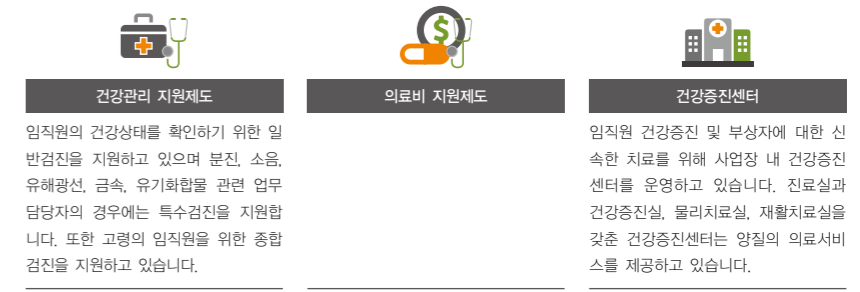 건강관리 지원제도
임직원의 건강상태를 확인하기 위한 일
반검진을 지원하고 있으며 분진, 소음,
유해광선, 금속, 유기화합물 관련 업무
담당자의 경우에는 특수검진을 지원합
니다. 또한 고령의 임직원을 위한 종합
검진을 지원하고 있습니다.
의료비 지원제도
건강증진센터
임직원 건강증진 및 부상자에 대한 신
속한 치료를 위해 사업장 내 건강증진
센터를 운영하고 있습니다. 진료실과
건강증진실, 물리치료실, 재활치료실을
갖춘 건강증진센터는 양질의 의료서비
스를 제공하고 있습니다.